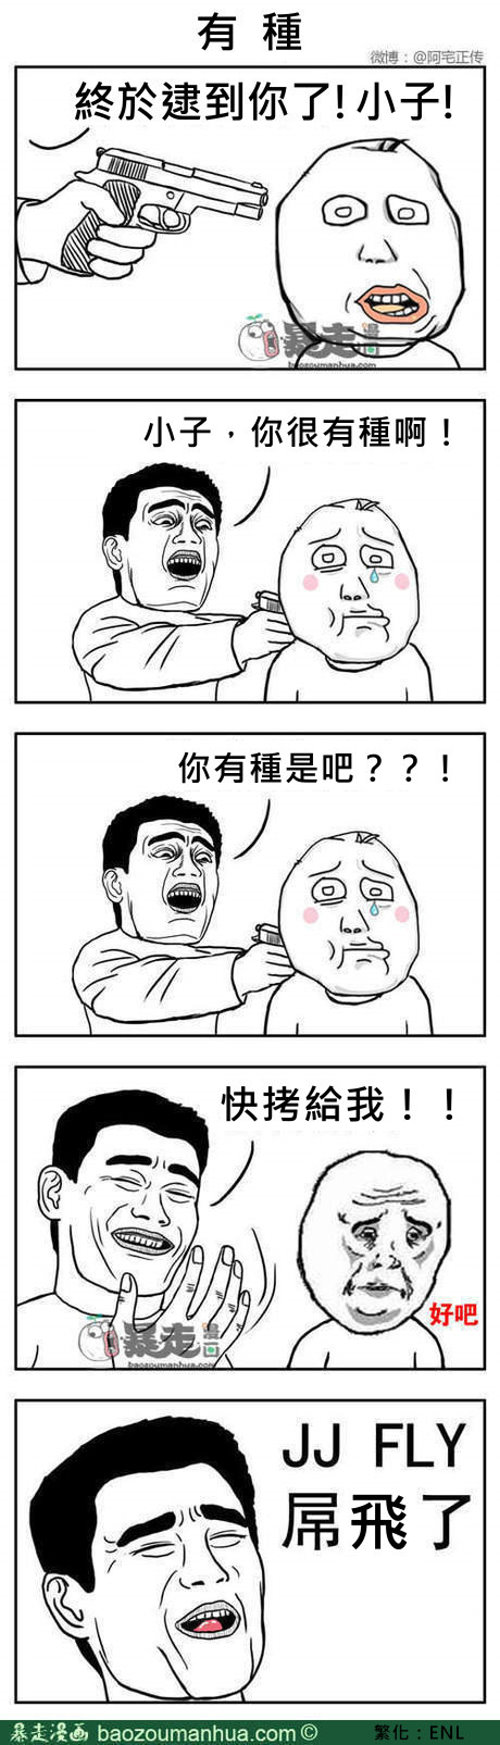 有種
微博：@阿宅正传
終於逮到你了!小子!
暴走漫画
baozoumanhua.com
小子，你很有種啊！
你有種是吧？？！
快拷給我！！
好吧
暴走漫画
baozoumanhua.com
JJ FLY
屌飛了
暴走漫画 baozoumanhua.com © 繁化：ENL